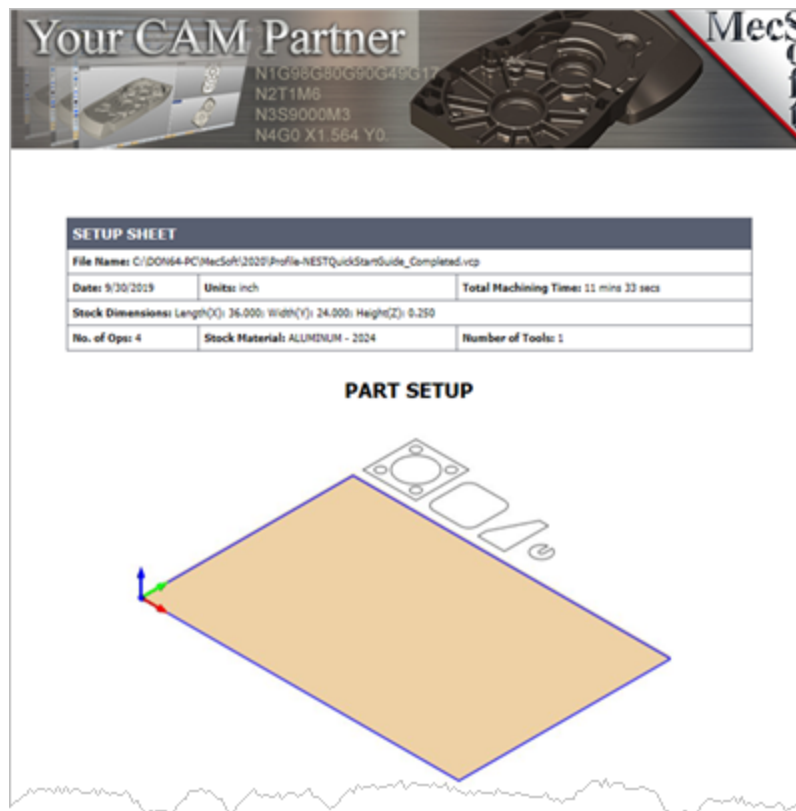 Your CAM Partner
MecS
o
f
t
N1G98G80G90G49G17
N2T1M6
N3S9000M3
N4G0 X1.564 Y0.
SETUP SHEET
File Name: C:\DON64-PC\MecSoft\2020\Profile-NESTQuickStartGuide_Completed.vcp
Date: 9/30/2019 Units: inch Total Machining Time: 11 mins 33 secs
Stock Dimensions: Length(X): 36.000; Width(Y): 24.000; Height(Z): 0.250
No. of Ops: 4 Stock Material: ALUMINUM - 2024 Number of Tools: 1
PART SETUP